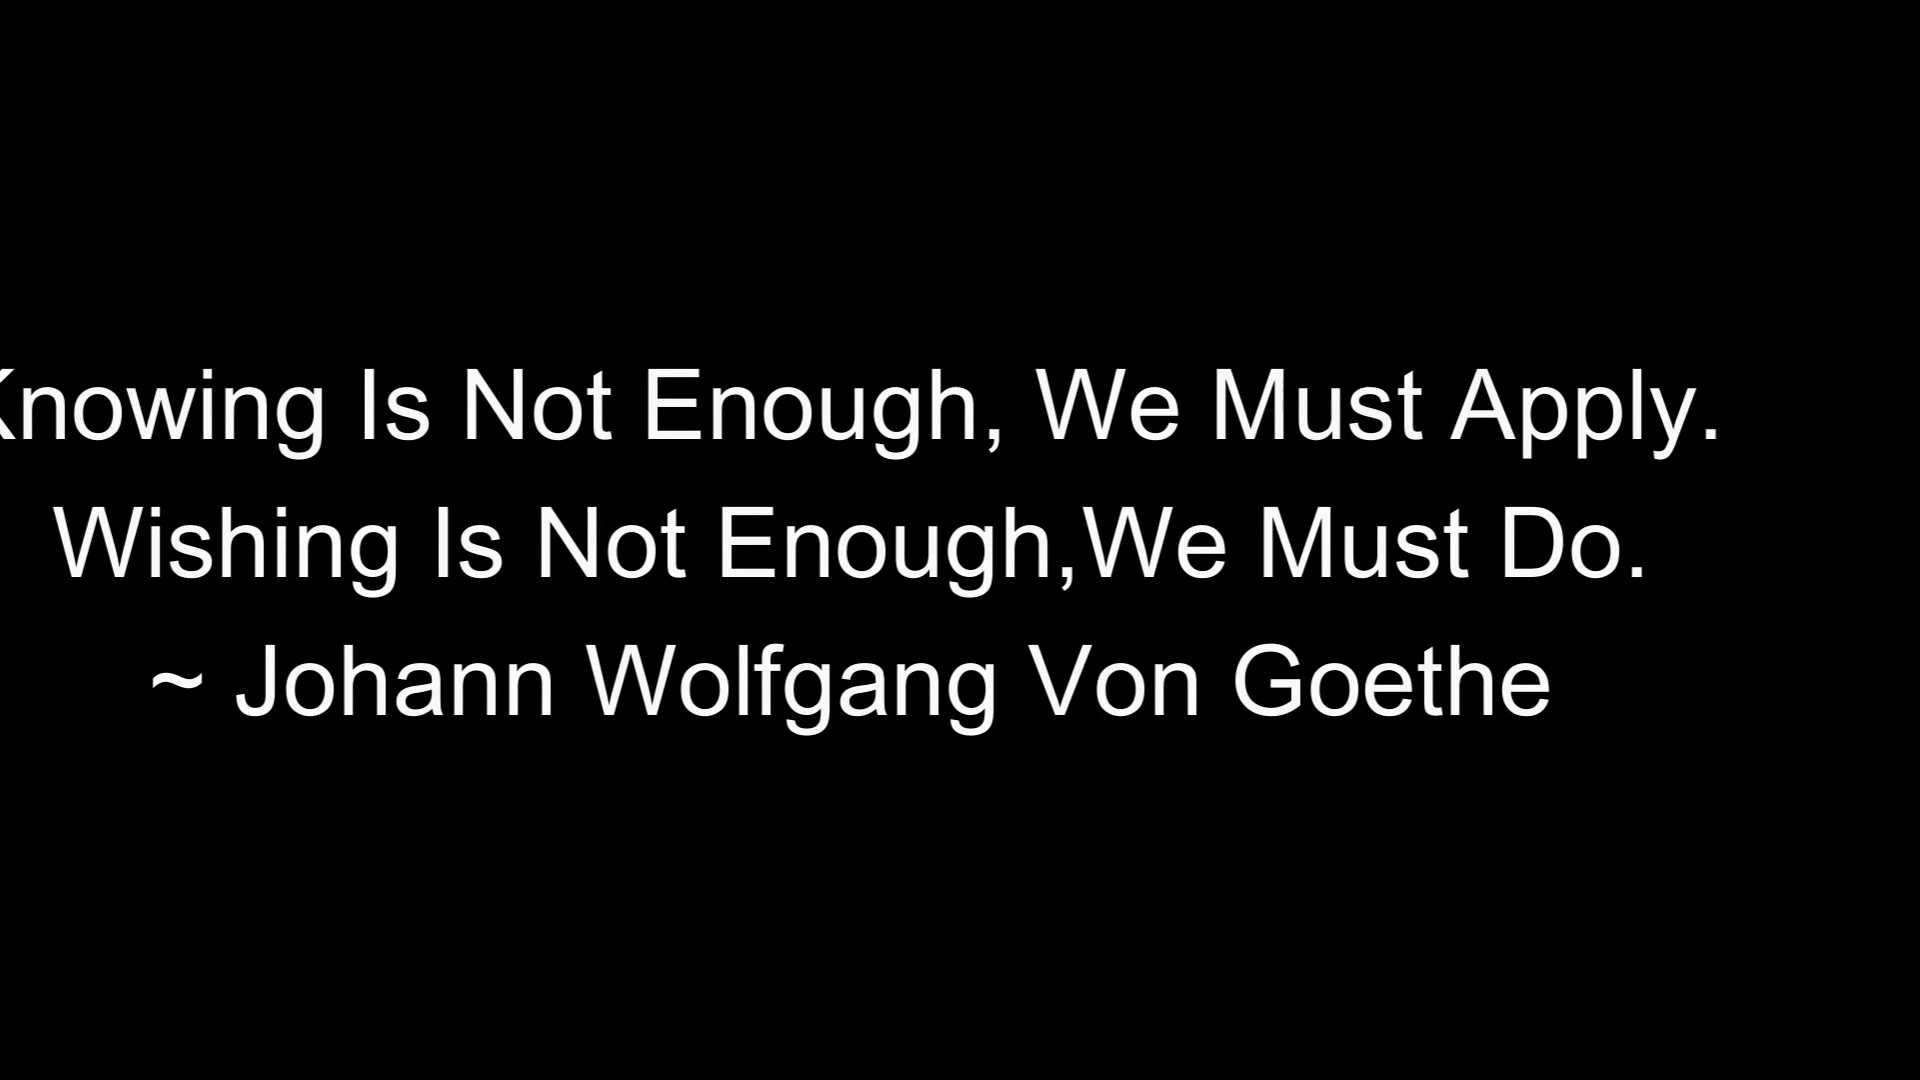 Knowing Is Not Enough, We Must Apply.
Wishing Is Not Enough,We Must Do.
~ Johann Wolfgang Von Goethe